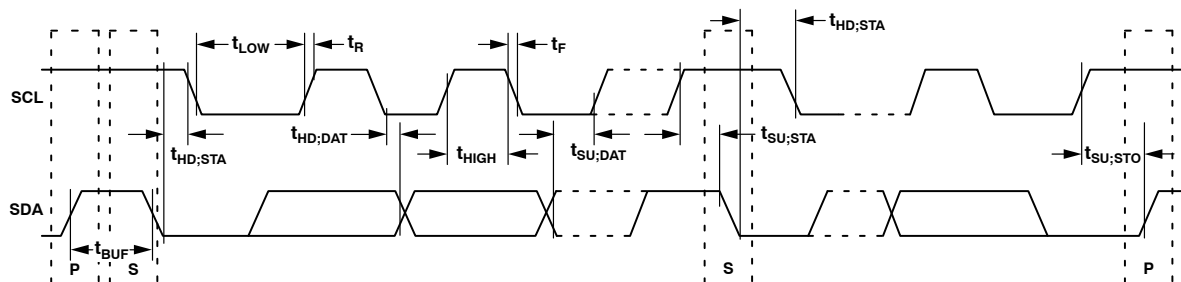 tHD;STA
tLOW
tR
tF
SCL
tHD;STA
tHD;DAT
tHIGH
tSU;DAT
tSU;STA
tSU;STO
SDA
tBUF
P
S
S
P